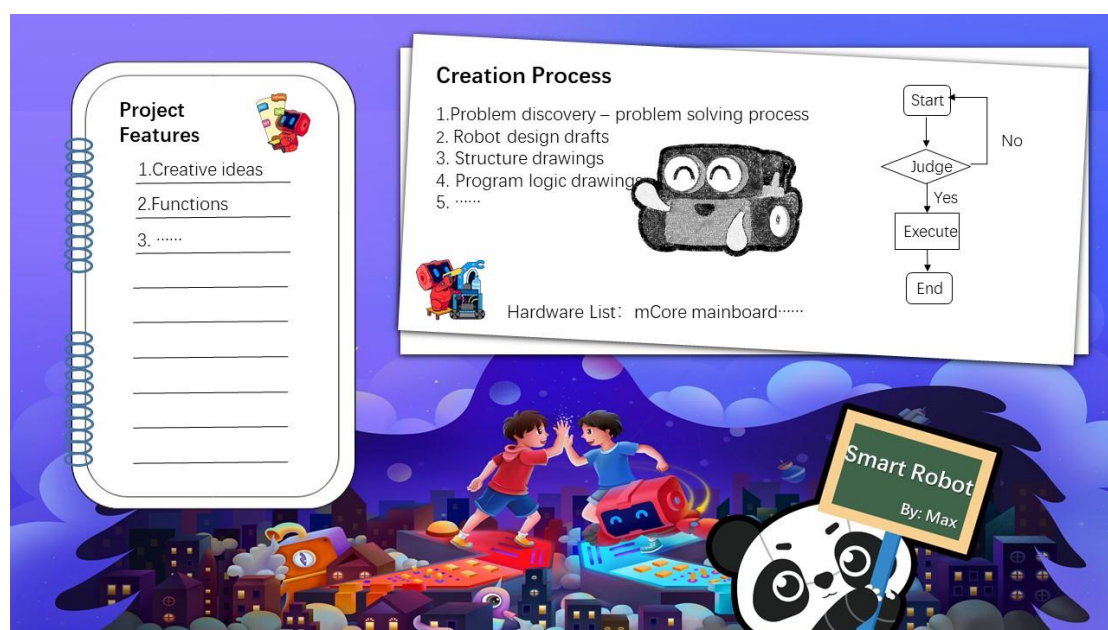 Project
Features
1.Creative ideas
2.Functions
3. ······
Creation Process
1.Problem discovery – problem solving process
2. Robot design drafts
3. Structure drawings
4. Program logic drawings
5. ······
Hardware List: mCore mainboard······
Start
No
Judge
Yes
Execute
End
Smart Robot
By: Max